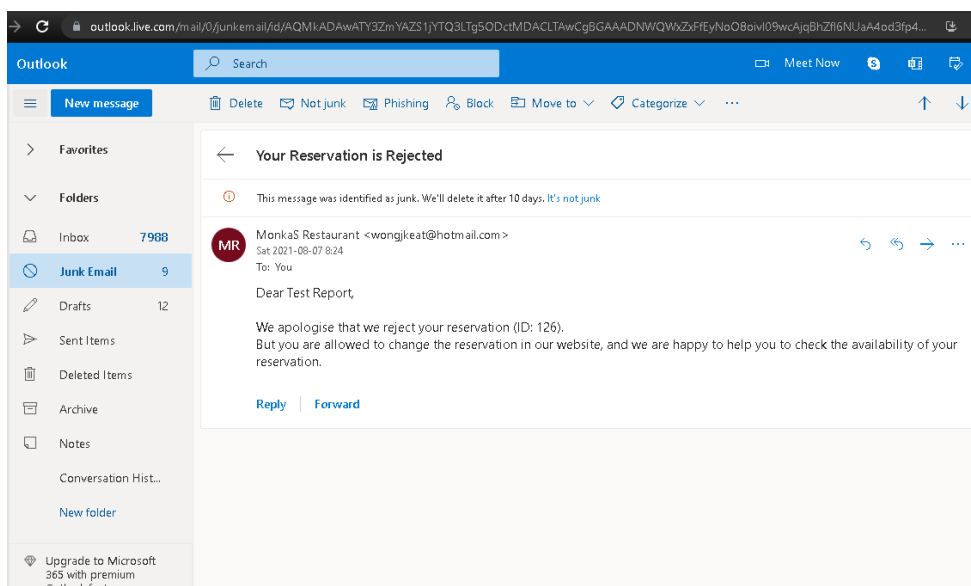 outlook.live.com/mail/0/junkemail/id/AQMkADAwATY3ZmYAZS1jYTQ3LTg5ODctMDACLTAwCgBGAAADNWQWxZxFfEyNoO8oivl09wcAjqBhZfl6NUaA4od3fp4...
Outlook
Search
Meet Now
New message
Delete Not junk Phishing Block Move to Categorize ...
Favorites
Folders
Inbox 7988
Junk Email 9
Drafts 12
Sent Items
Deleted Items
Archive
Notes
Conversation Hist...
New folder
Upgrade to Microsoft
365 with premium
Your Reservation is Rejected
This message was identified as junk. We'll delete it after 10 days. It's not junk
MR
MonkaS Restaurant <wongjkeat@hotmail.com>
Sat 2021-08-07 8:24
To: You
Dear Test Report,
We apologise that we reject your reservation (ID: 126).
But you are allowed to change the reservation in our website, and we are happy to help you to check the availability of your
reservation.
Reply Forward